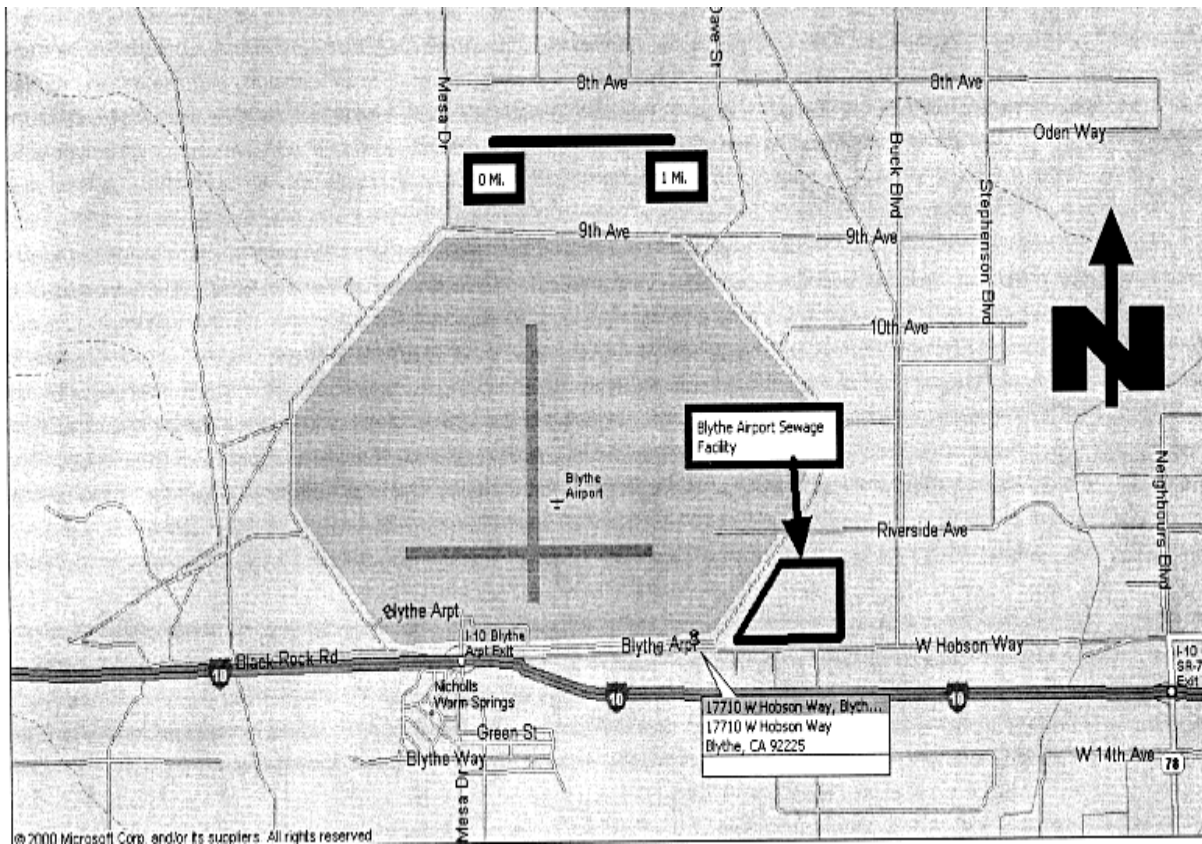 Dave St
8th Ave
8th Ave
Mesa Dr
Oden Way
Buck Blvd
0 Mi.
1 Mi.
Stephenson Blvd
9th Ave
9th Ave
N
10th Ave
Blythe Airport Sewage
Facility
Neighbours Blvd
Blythe
Airport
Riverside Ave
Blythe Arpt
I-10 Blythe
Arpt Exit
Blythe Arpt
W Hobson Way
I-10
SR-7
Exit
Black Rock Rd
10
10
10
Nicholls
Warm Springs
17710 W Hobson Way, Blyth...
17710 W Hobson Way
Blythe, CA 92225
Green St
Blythe Way
W 14th Ave
78
Mesa Dr
© 2000 Microsoft Corp. and/or its suppliers. All rights reserved